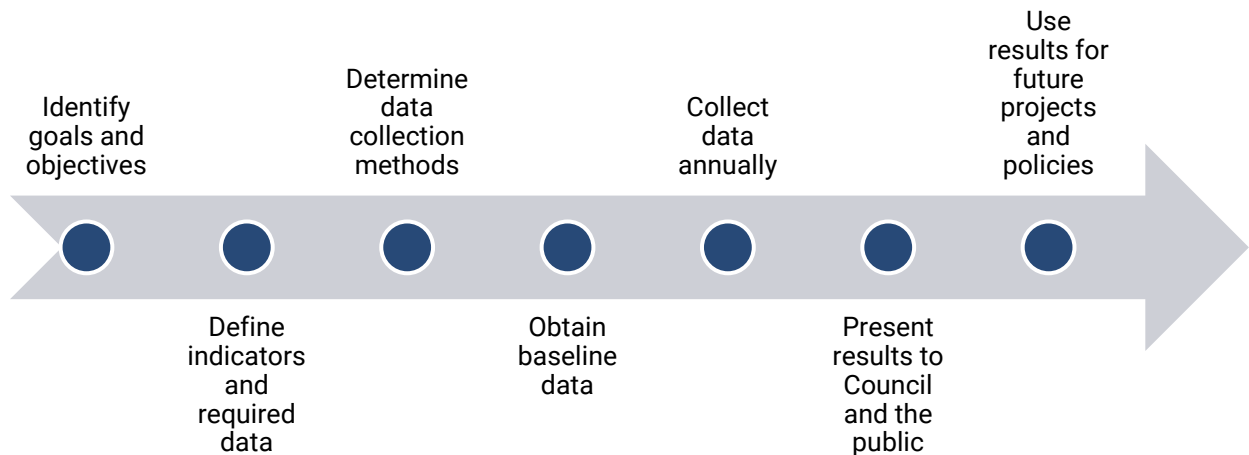 Identify
goals and
objectives
Define
indicators
and
required
data
Determine
data
collection
methods
Obtain
baseline
data
Collect
data
annually
Present
results to
Council
and the
public
Use
results for
future
projects
and
policies